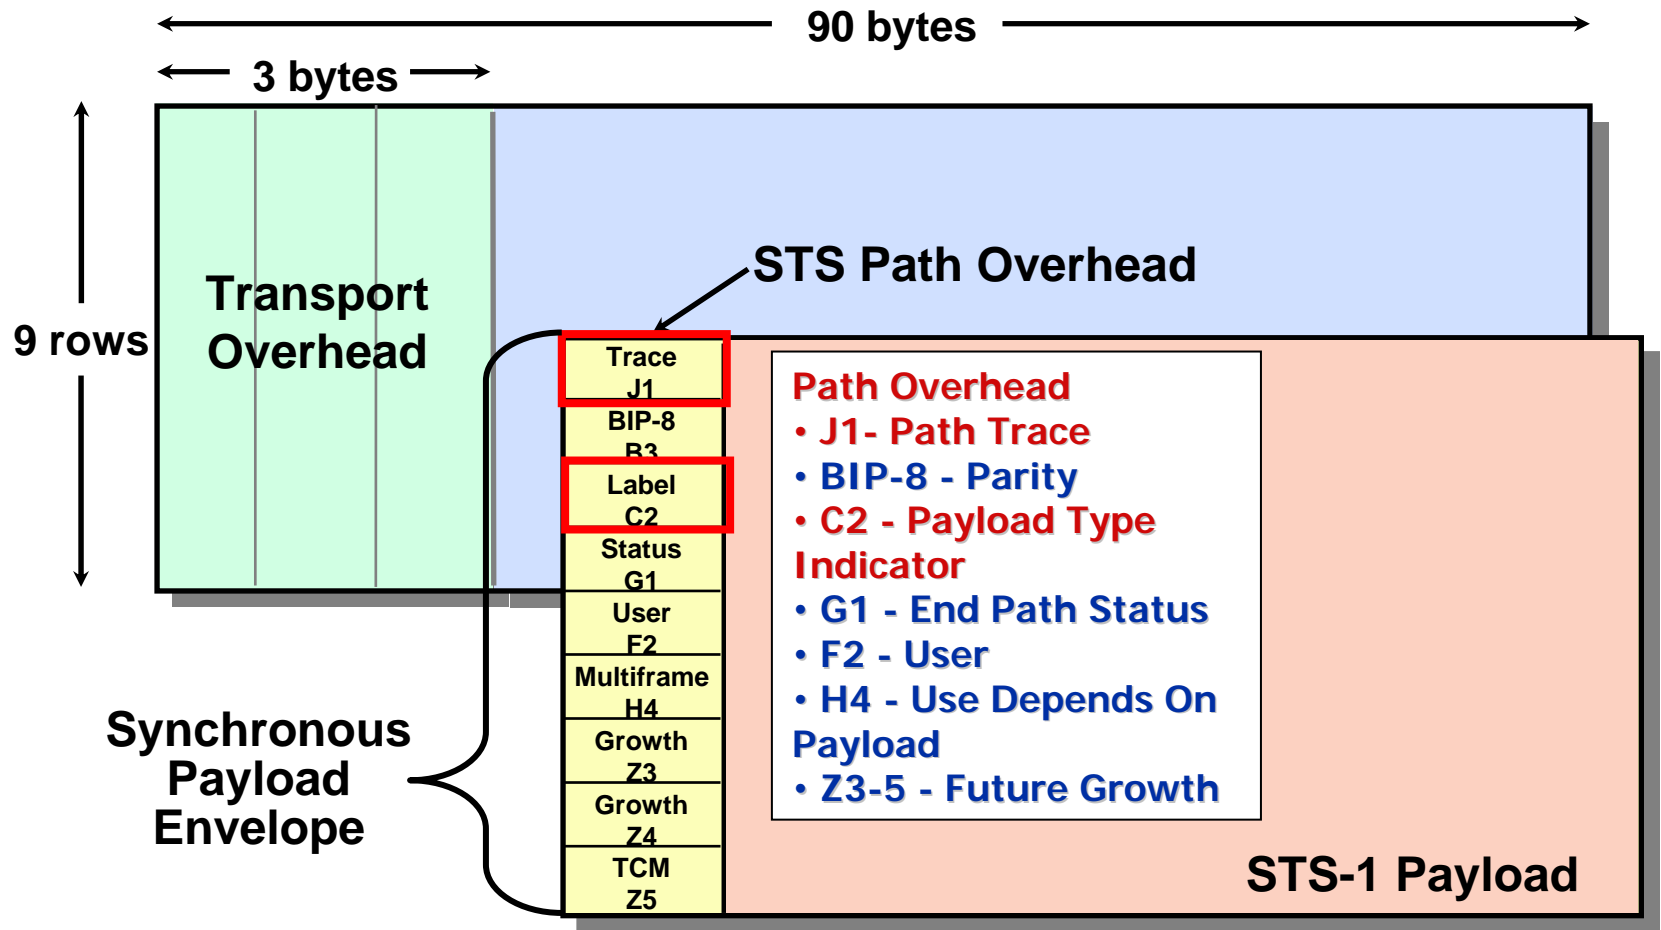 90 bytes
3 bytes
9 rows
Transport
Overhead
STS Path Overhead
Synchronous
Payload
Envelope
Trace
J1
BIP-8
B3
Label
C2
Status
G1
User
F2
Multiframe
H4
Growth
Z3
Growth
Z4
TCM
Z5
Path Overhead
• J1- Path Trace
• BIP-8 - Parity
• C2 - Payload Type
Indicator
• G1 - End Path Status
• F2 - User
• H4 - Use Depends On
Payload
• Z3-5 - Future Growth
STS-1 Payload